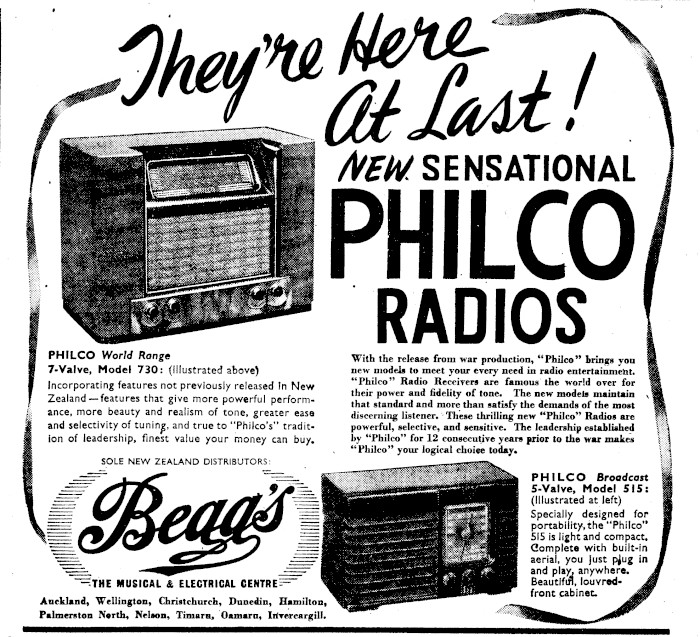 They're Here
At Last!
NEW SENSATIONAL
PHILCO
RADIOS
PHILCO World Range
7-Valve, Model 730: (Illustrated above)
Incorporating features not previously released in New
Zealand—features that give more powerful perform-
ance, more beauty and realism of tone, greater ease
and selectivity of tuning, and true to "Philco's" tradit-
ion of leadership, finest value your money can buy.
With the release from war production, "Philco" brings you
new models to meet your every need in radio entertainment.
"Philco" Radio Receivers are famous the world over for
their power and fidelity of tone. The new models maintain
that standard and more than satisfy the demands of the most
discerning listener. These thrilling new "Philco" Radios are
powerful, selective, and sensitive. The leadership established
by "Philco" for 12 consecutive years prior to the war makes
"Philco" your logical choice today.
SOLE NEW ZEALAND DISTRIBUTORS:
Begg's
THE MUSICAL & ELECTRICAL CENTRE
Auckland, Wellington, Christchurch, Dunedin, Hamilton,
Palmerston North, Nelson, Timaru, Oamaru, Invercargill.
PHILCO Broadcast
5-Valve, Model 515:
(Illustrated at left)
Specially designed for
portability, the "Philco"
515 is light and compact.
Complete with built-in
aerial, you just plug in
and play, anywhere.
Beautiful, louvred-
front cabinet.